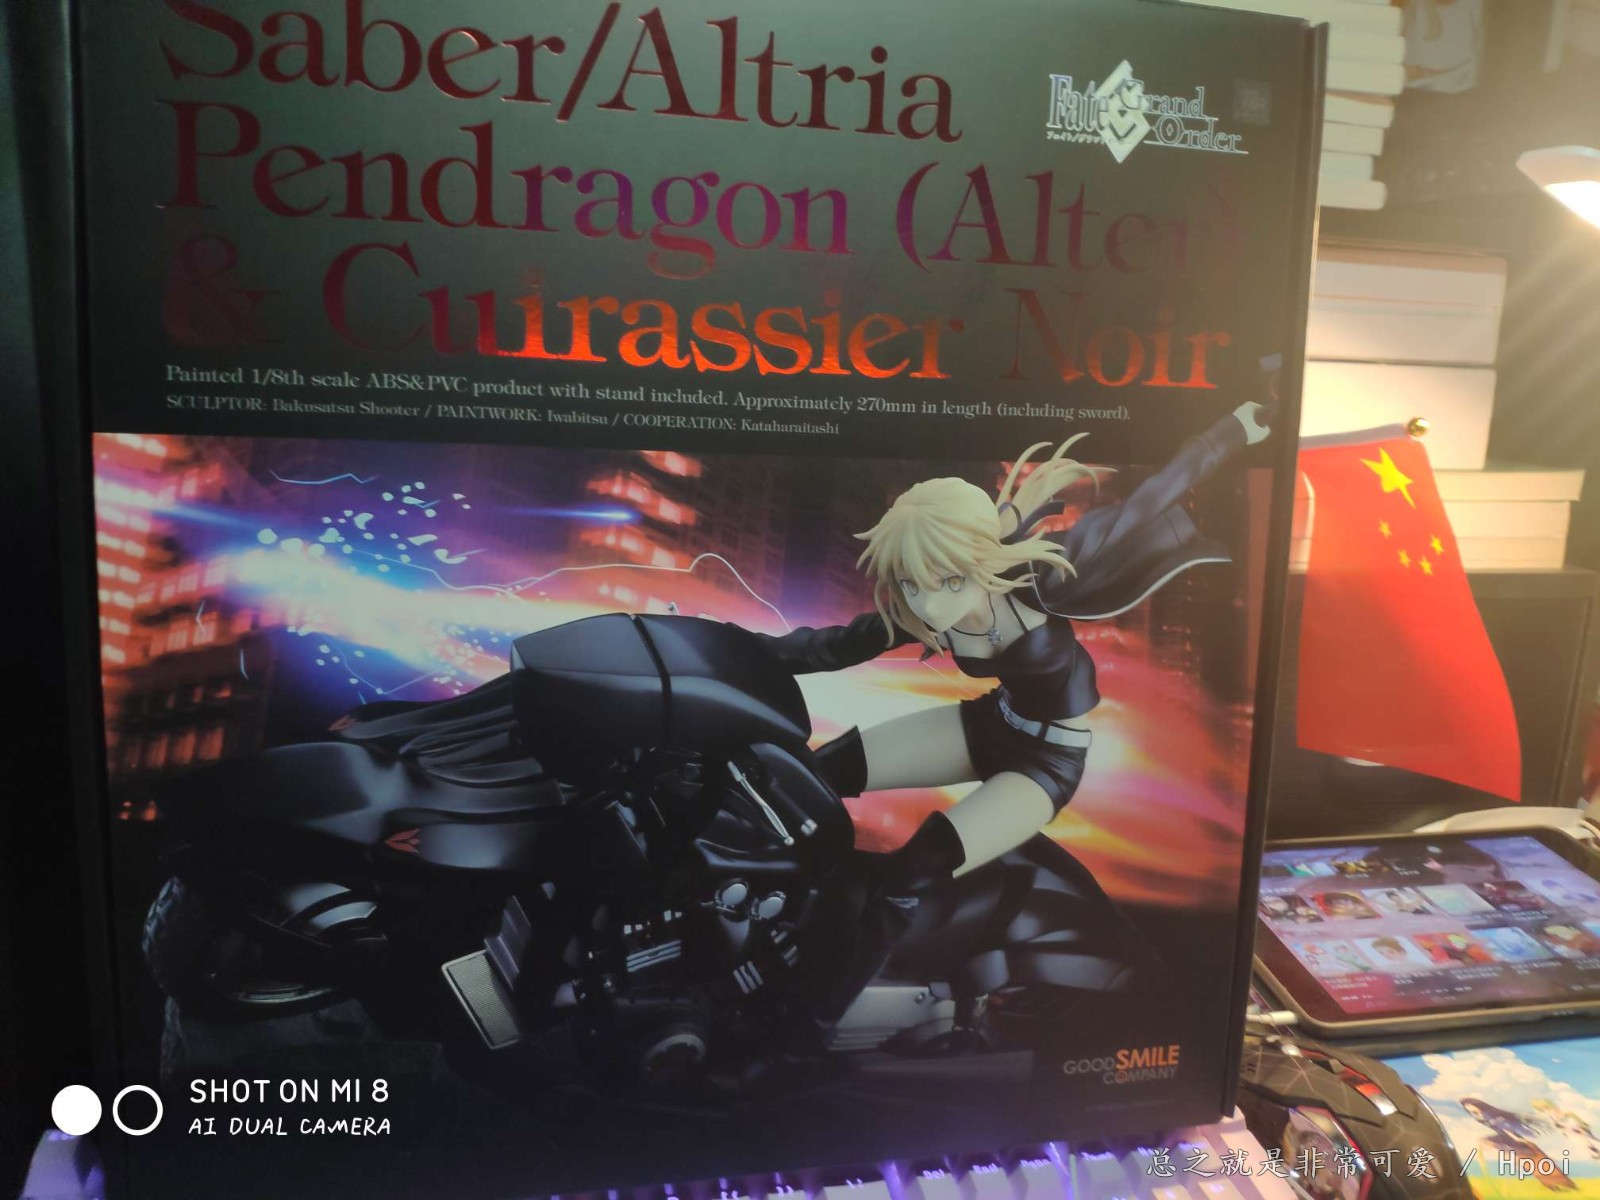 Saber/Altria
Pendragon (Alter)
& Cuirassier Noir
Fate
Grand
Order
Painted 1/8th scale ABS&PVC product with stand included. Approximately 270mm in length (including sword).
SCULPTOR: Bakusatsu Shooter / PAINTWORK: Iwabitsu / COOPERATION: Kataharaitashi
GOOD SMILE
COMPANY
SHOT ON MI 8
AI DUAL CAMERA
总之就是非常可爱 / Hpoi